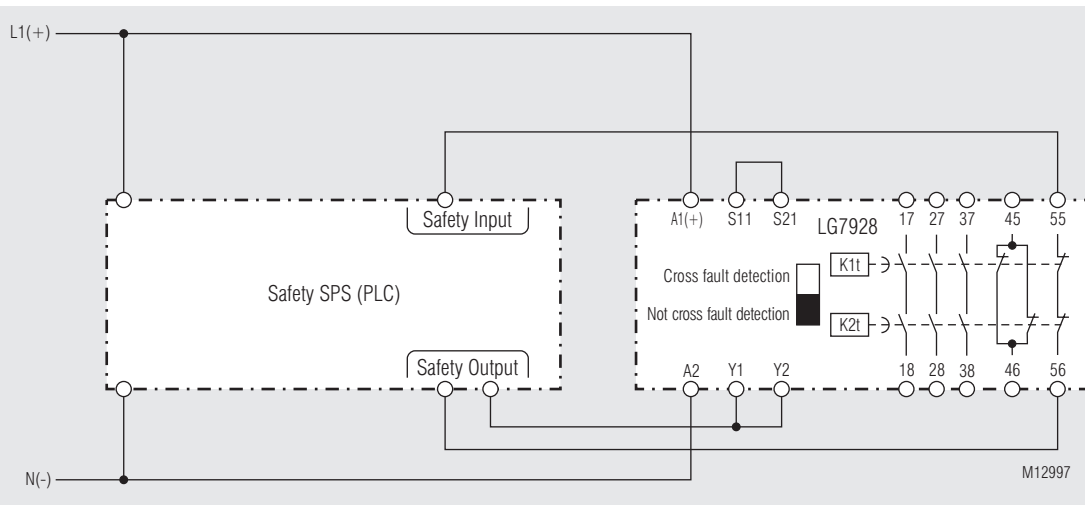 L1(+)
Safety Input
A1(+) S11 S21 17 27 37 45 55
LG7928
K1t
Cross fault detection
Safety SPS (PLC)
Not cross fault detection
K2t
Safety Output
A2 Y1 Y2 18 28 38 46 56
N(-)
M12997